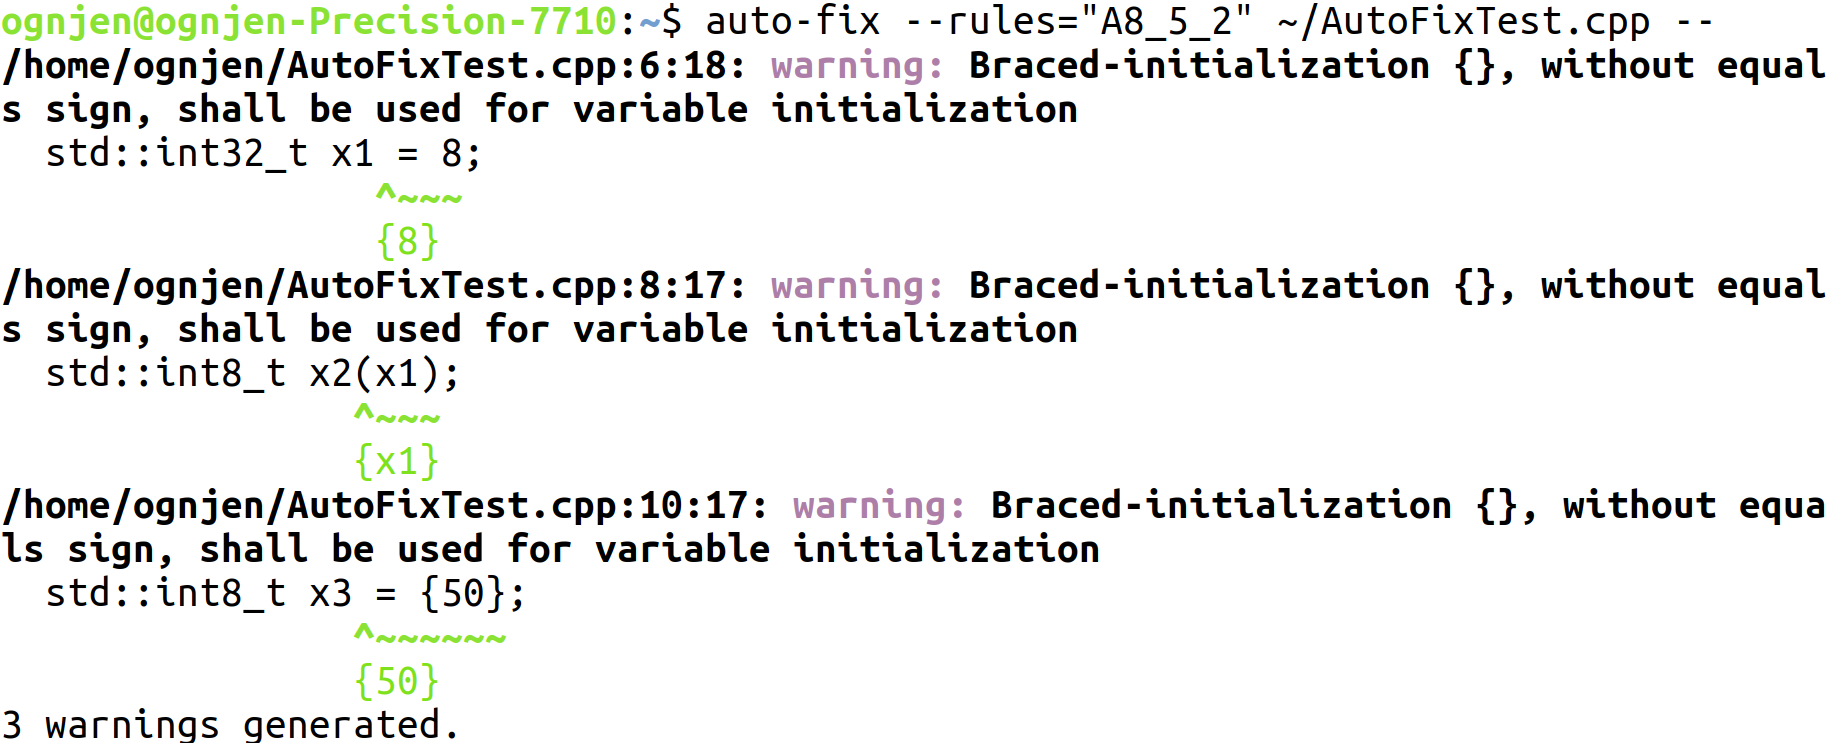 ognjen@ognjen-Precision-7710:~$ auto-fix --rules="A8_5_2" ~/AutoFixTest.cpp --
/home/ognjen/AutoFixTest.cpp:6:18: warning: Braced-initialization {}, without equal
s sign, shall be used for variable initialization
  std::int32_t x1 = 8;
                 ^~~~
                 {8}
/home/ognjen/AutoFixTest.cpp:8:17: warning: Braced-initialization {}, without equal
s sign, shall be used for variable initialization
  std::int8_t x2(x1);
                ^~~~
                {x1}
/home/ognjen/AutoFixTest.cpp:10:17: warning: Braced-initialization {}, without equa
ls sign, shall be used for variable initialization
  std::int8_t x3 = {50};
                ^~~~~~~
                {50}
3 warnings generated.